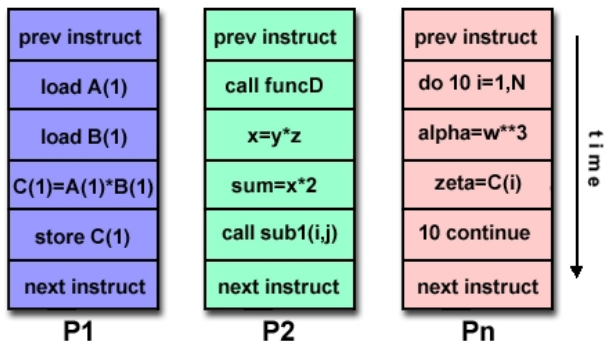 prev instruct
load A(1)
load B(1)
C(1)=A(1)*B(1)
store C(1)
next instruct
P1
prev instruct
call funcD
x=y*z
sum=x*2
call sub1(i,j)
next instruct
P2
prev instruct
do 10 i=1,N
alpha=w**3
zeta=C(i)
10 continue
next instruct
Pn
time